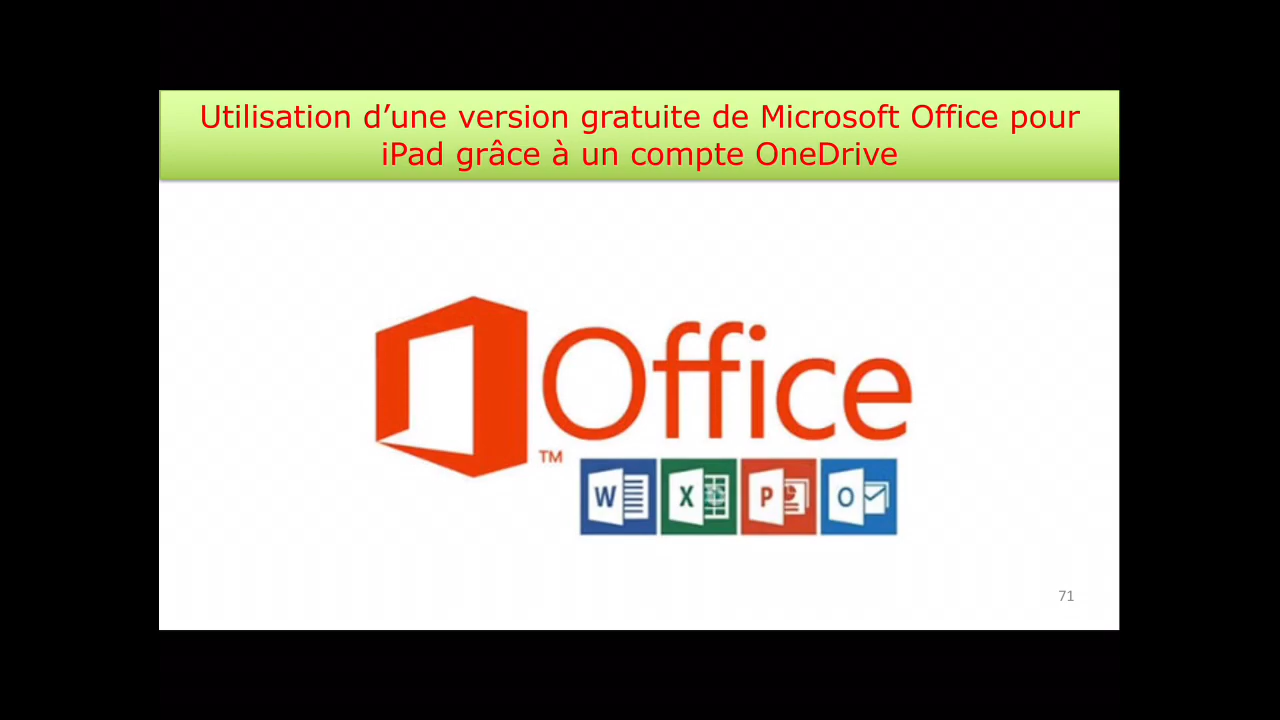 Utilisation d’une version gratuite de Microsoft Office pour
iPad grâce à un compte OneDrive
Office
TM
W X P O
71